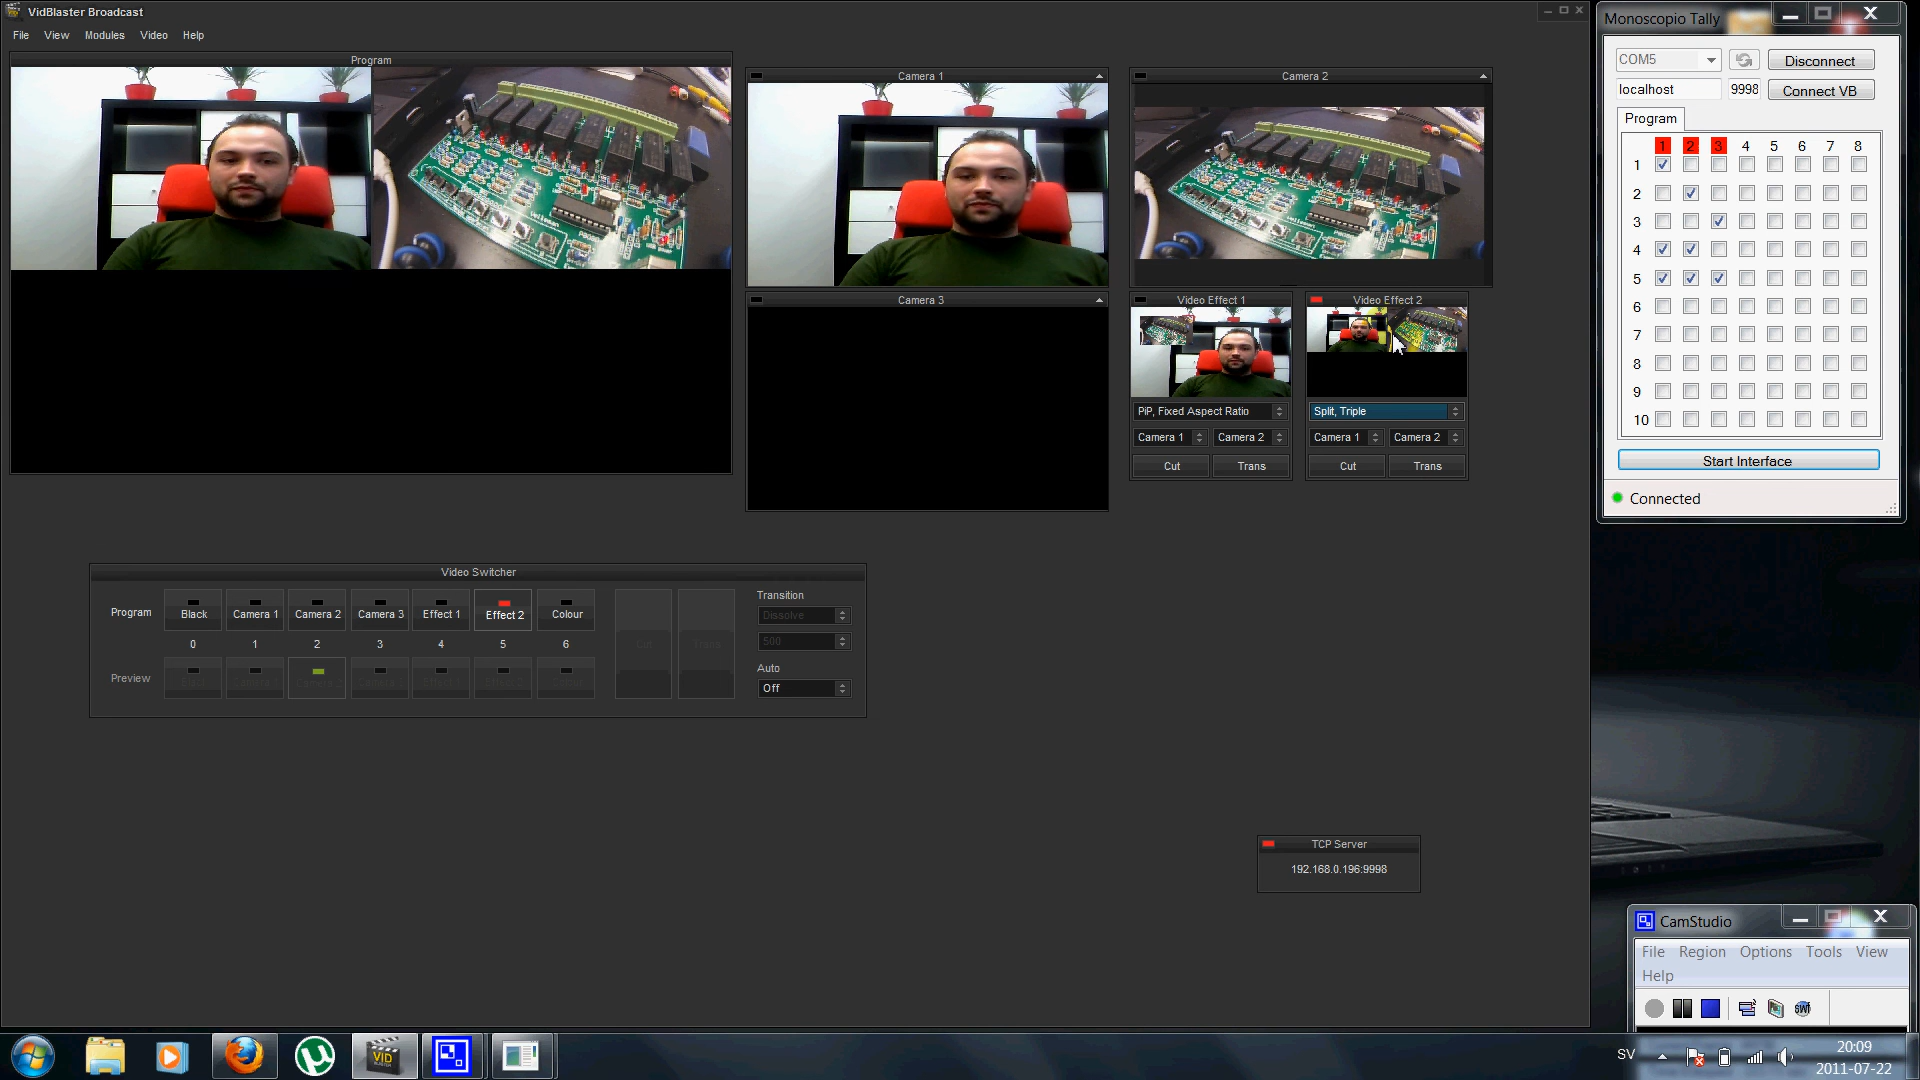 VidBlaster Broadcast
File View Modules Video Help
Program
Camera 1
Camera 2
Camera 3
Video Effect 1
PiP, Fixed Aspect Ratio
Camera 1 Camera 2
Cut Trans
Video Effect 2
Split, Triple
Camera 1 Camera 2
Cut Trans
Video Switcher
Program Black Camera 1 Camera 2 Camera 3 Effect 1 Effect 2 Colour
0 1 2 3 4 5 6
Preview
Cut Trans
Transition
Dissolve
500
Auto
Off
TCP Server
192.168.0.196:9998
Monoscopio Tally
COM5 Disconnect
localhost 9998 Connect VB
Program
1 2 3 4 5 6 7 8
1
2
3
4
5
6
7
8
9
10
Start Interface
Connected
CamStudio
File Region Options Tools View
Help
SWF
VID
SV
20:09
2011-07-22